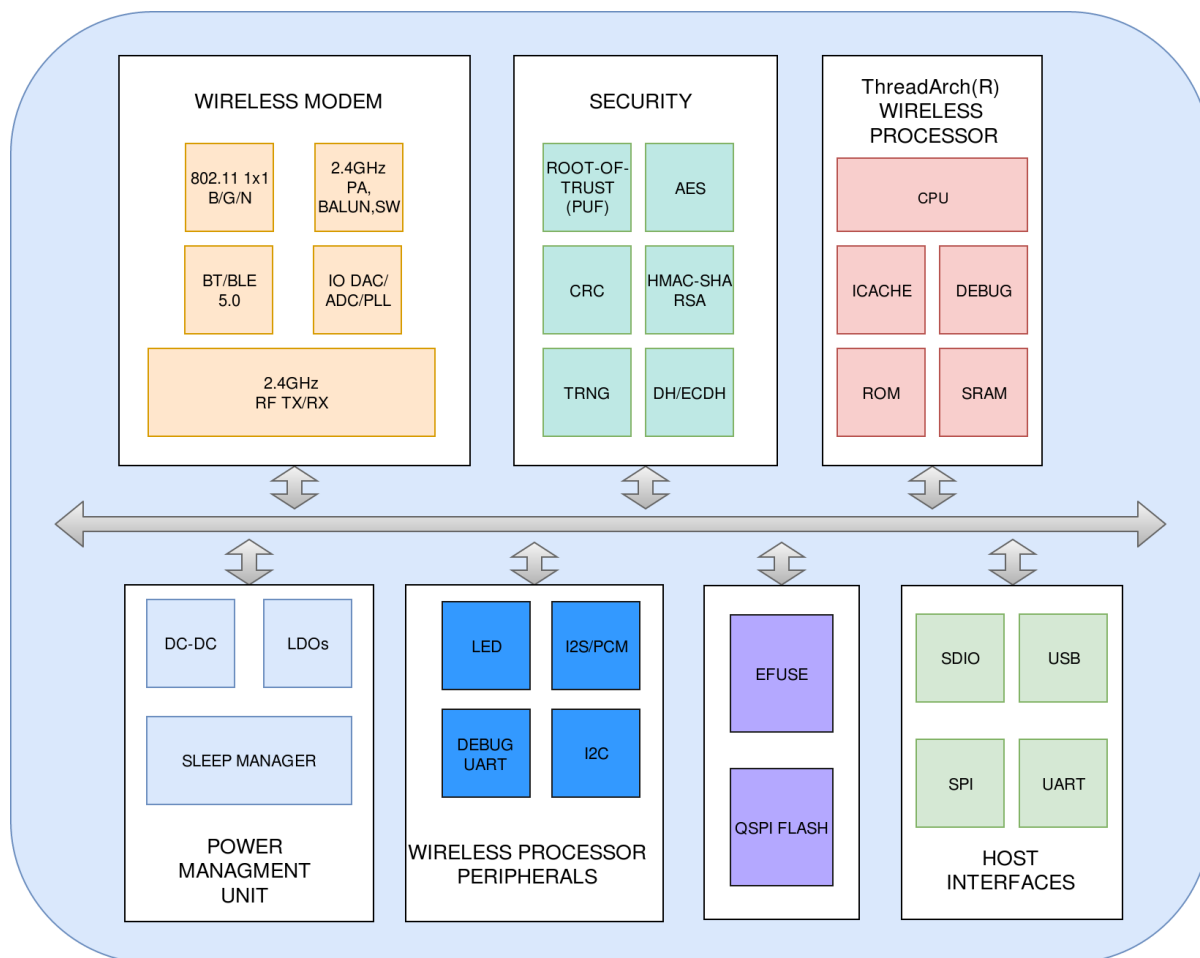 WIRELESS MODEM
802.11 1x1
B/G/N
2.4GHz
PA,
BALUN,SW
BT/BLE
5.0
IO DAC/
ADC/PLL
2.4GHz
RF TX/RX
SECURITY
ROOT-OF-
TRUST
(PUF)
AES
CRC
HMAC-SHA
RSA
TRNG
DH/ECDH
ThreadArch(R)
WIRELESS
PROCESSOR
CPU
ICACHE
DEBUG
ROM
SRAM
DC-DC
LDOs
SLEEP MANAGER
POWER
MANAGMENT
UNIT
LED
I2S/PCM
DEBUG
UART
I2C
WIRELESS PROCESSOR
PERIPHERALS
EFUSE
QSPI FLASH
SDIO
USB
SPI
UART
HOST
INTERFACES